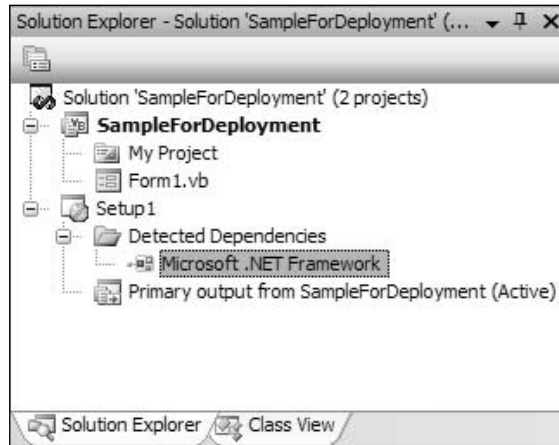 Solution Explorer - Solution 'SampleForDeployment' (...
Solution 'SampleForDeployment' (2 projects)
SampleForDeployment
My Project
Form1.vb
Setup1
Detected Dependencies
Microsoft .NET Framework
Primary output from SampleForDeployment (Active)
Solution Explorer Class View